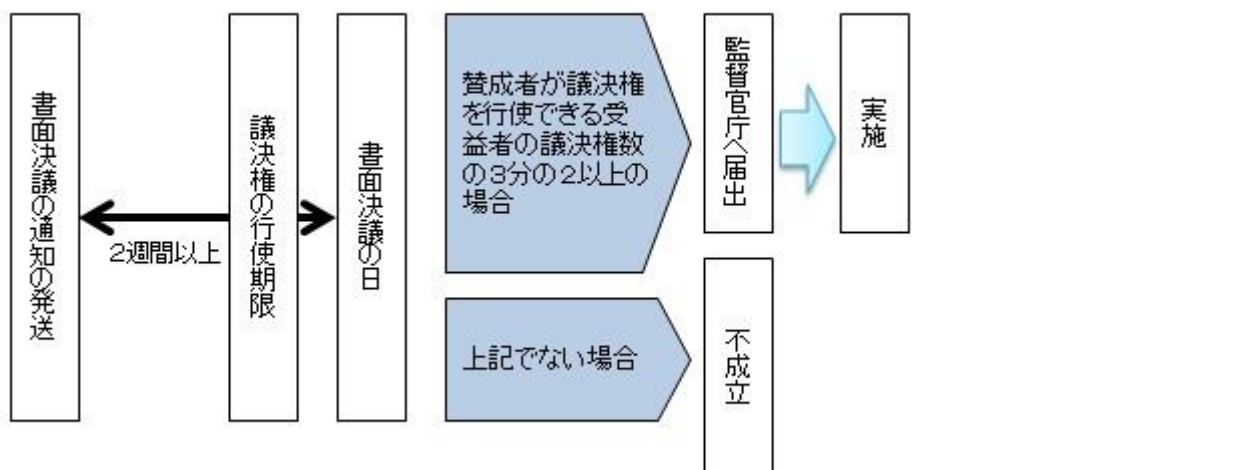 書面決議の通知の発送
2週間以上
議決権の行使期限
書面決議の日
賛成者が議決権
を行使できる受
益者の議決権数
の3分の2以上の
場合
監督官庁へ届出
実施
上記でない場合
不成立